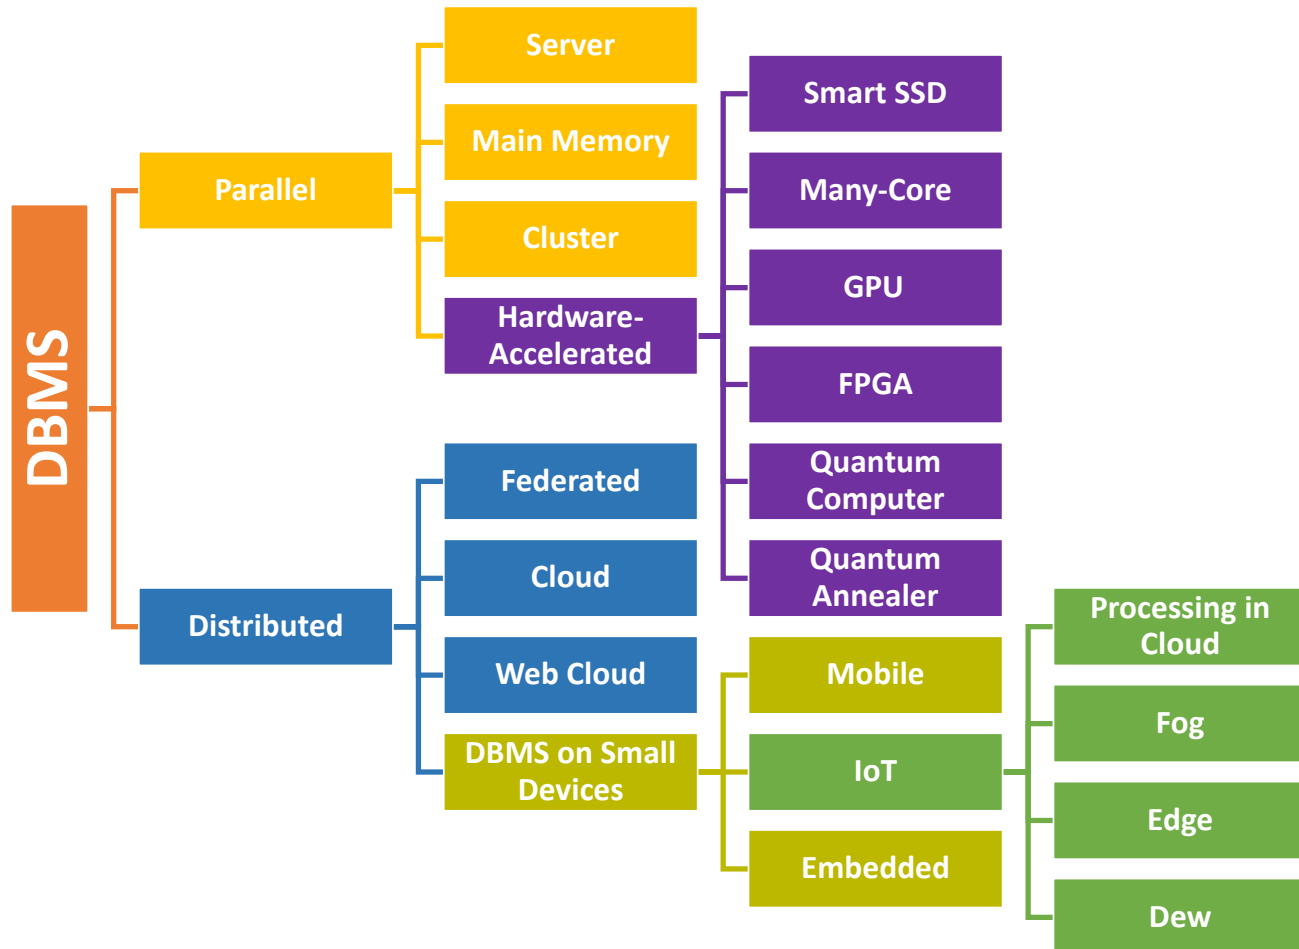 DBMS
Parallel
Server
Main Memory
Cluster
Hardware-
Accelerated
Smart SSD
Many-Core
GPU
FPGA
Quantum
Computer
Quantum
Annealer
Distributed
Federated
Cloud
Web Cloud
DBMS on Small
Devices
Mobile
IoT
Embedded
Processing in
Cloud
Fog
Edge
Dew